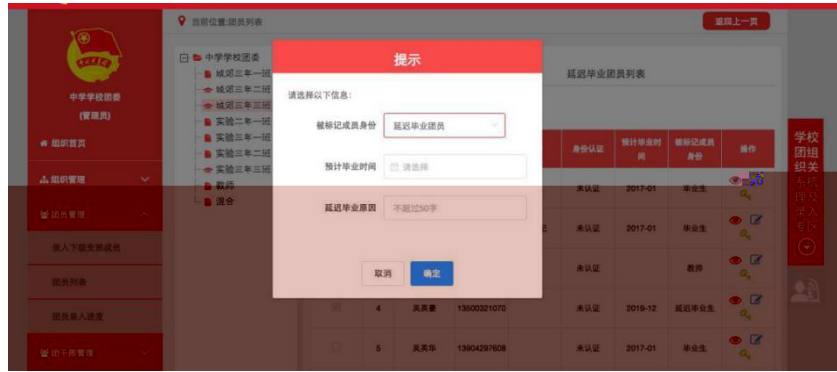 当前位置:团员列表
返回上一页
中学学校团委
(管理员)
组织首页
组织管理
团员管理
录入下级支部成员
团员列表
团员录入进度
团干部管理
中学学校团委
城郊三年一班
城郊三年二班
城郊三年三班
实验二年一班
实验三年一班
实验三年二班
实验三年三班
教师
混合
提示
请选择以下信息:
被标记成员身份
延迟毕业团员
预计毕业时间
请选择
延迟毕业原因
不超过50字
取消
确定
延迟毕业团员列表
身份认证
预计毕业时间
被标记成员身份
操作
未认证 2017-01 毕业生
未认证 2017-01 毕业生
未认证 教师
4 吴英豪 13500321070 未认证 2019-12 延迟毕业生
5 吴英华 13904297608 未认证 2017-01 毕业生
学校
团组
织关
系梳
理及
录入
专区